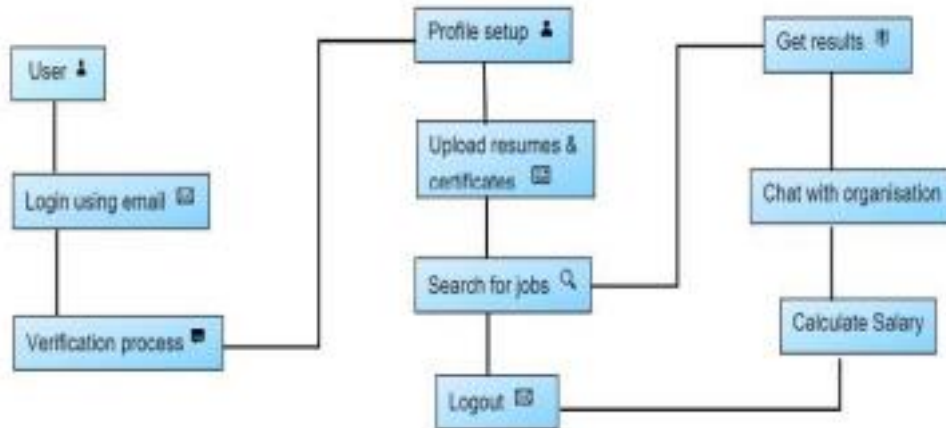 User
Login using email
Verification process
Profile setup
Upload resumes &
certificates
Search for jobs
Logout
Get results
Chat with organisation
Calculate Salary